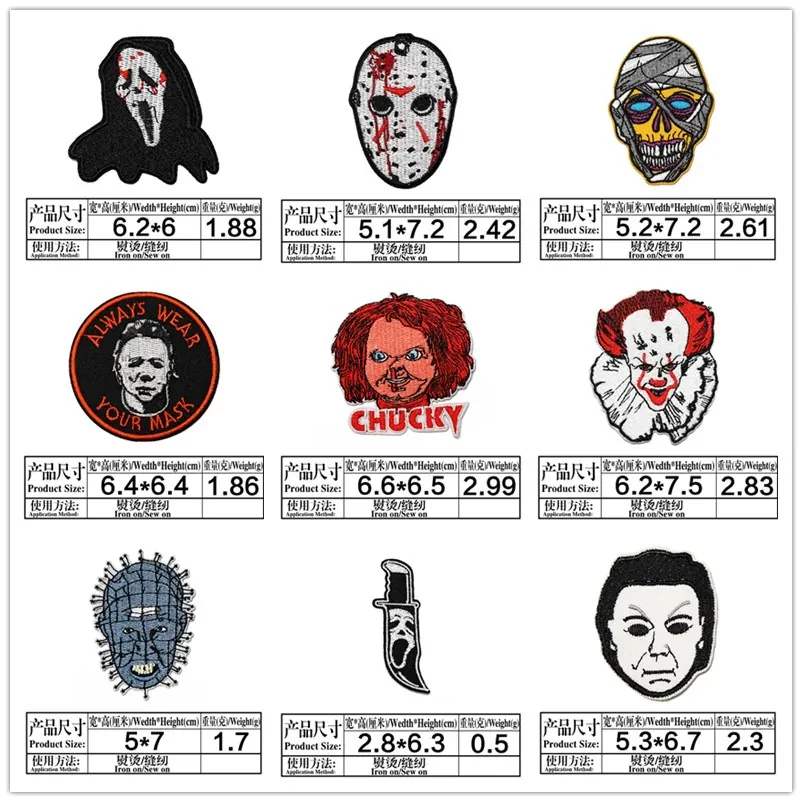 产品尺寸 宽*高(厘米)/Wedth*Height(cm) 重量(克)/Weight(g)
Product Size: 6.2*6 1.88
使用方法: 熨烫/缝纫
Application Method: Iron on/Sew on
产品尺寸 宽*高(厘米)/Wedth*Height(cm) 重量(克)/Weight(g)
Product Size: 5.1*7.2 2.42
使用方法: 熨烫/缝纫
Application Method: Iron on/Sew on
产品尺寸 宽*高(厘米)/Wedth*Height(cm) 重量(克)/Weight(g)
Product Size: 5.2*7.2 2.61
使用方法: 熨烫/缝纫
Application Method: Iron on/Sew on
ALWAYS WEAR
YOUR MASK
CHUCKY
产品尺寸 宽*高(厘米)/Wedth*Height(cm) 重量(克)/Weight(g)
Product Size: 6.4*6.4 1.86
使用方法: 熨烫/缝纫
Application Method: Iron on/Sew on
产品尺寸 宽*高(厘米)/Wedth*Height(cm) 重量(克)/Weight(g)
Product Size: 6.6*6.5 2.99
使用方法: 熨烫/缝纫
Application Method: Iron on/Sew on
产品尺寸 宽*高(厘米)/Wedth*Height(cm) 重量(克)/Weight(g)
Product Size: 6.2*7.5 2.83
使用方法: 熨烫/缝纫
Application Method: Iron on/Sew on
产品尺寸 宽*高(厘米)/Wedth*Height(cm) 重量(克)/Weight(g)
Product Size: 5*7 1.7
使用方法: 熨烫/缝纫
Application Method: Iron on/Sew on
产品尺寸 宽*高(厘米)/Wedth*Height(cm) 重量(克)/Weight(g)
Product Size: 2.8*6.3 0.5
使用方法: 熨烫/缝纫
Application Method: Iron on/Sew on
产品尺寸 宽*高(厘米)/Wedth*Height(cm) 重量(克)/Weight(g)
Product Size: 5.3*6.7 2.3
使用方法: 熨烫/缝纫
Application Method: Iron on/Sew on